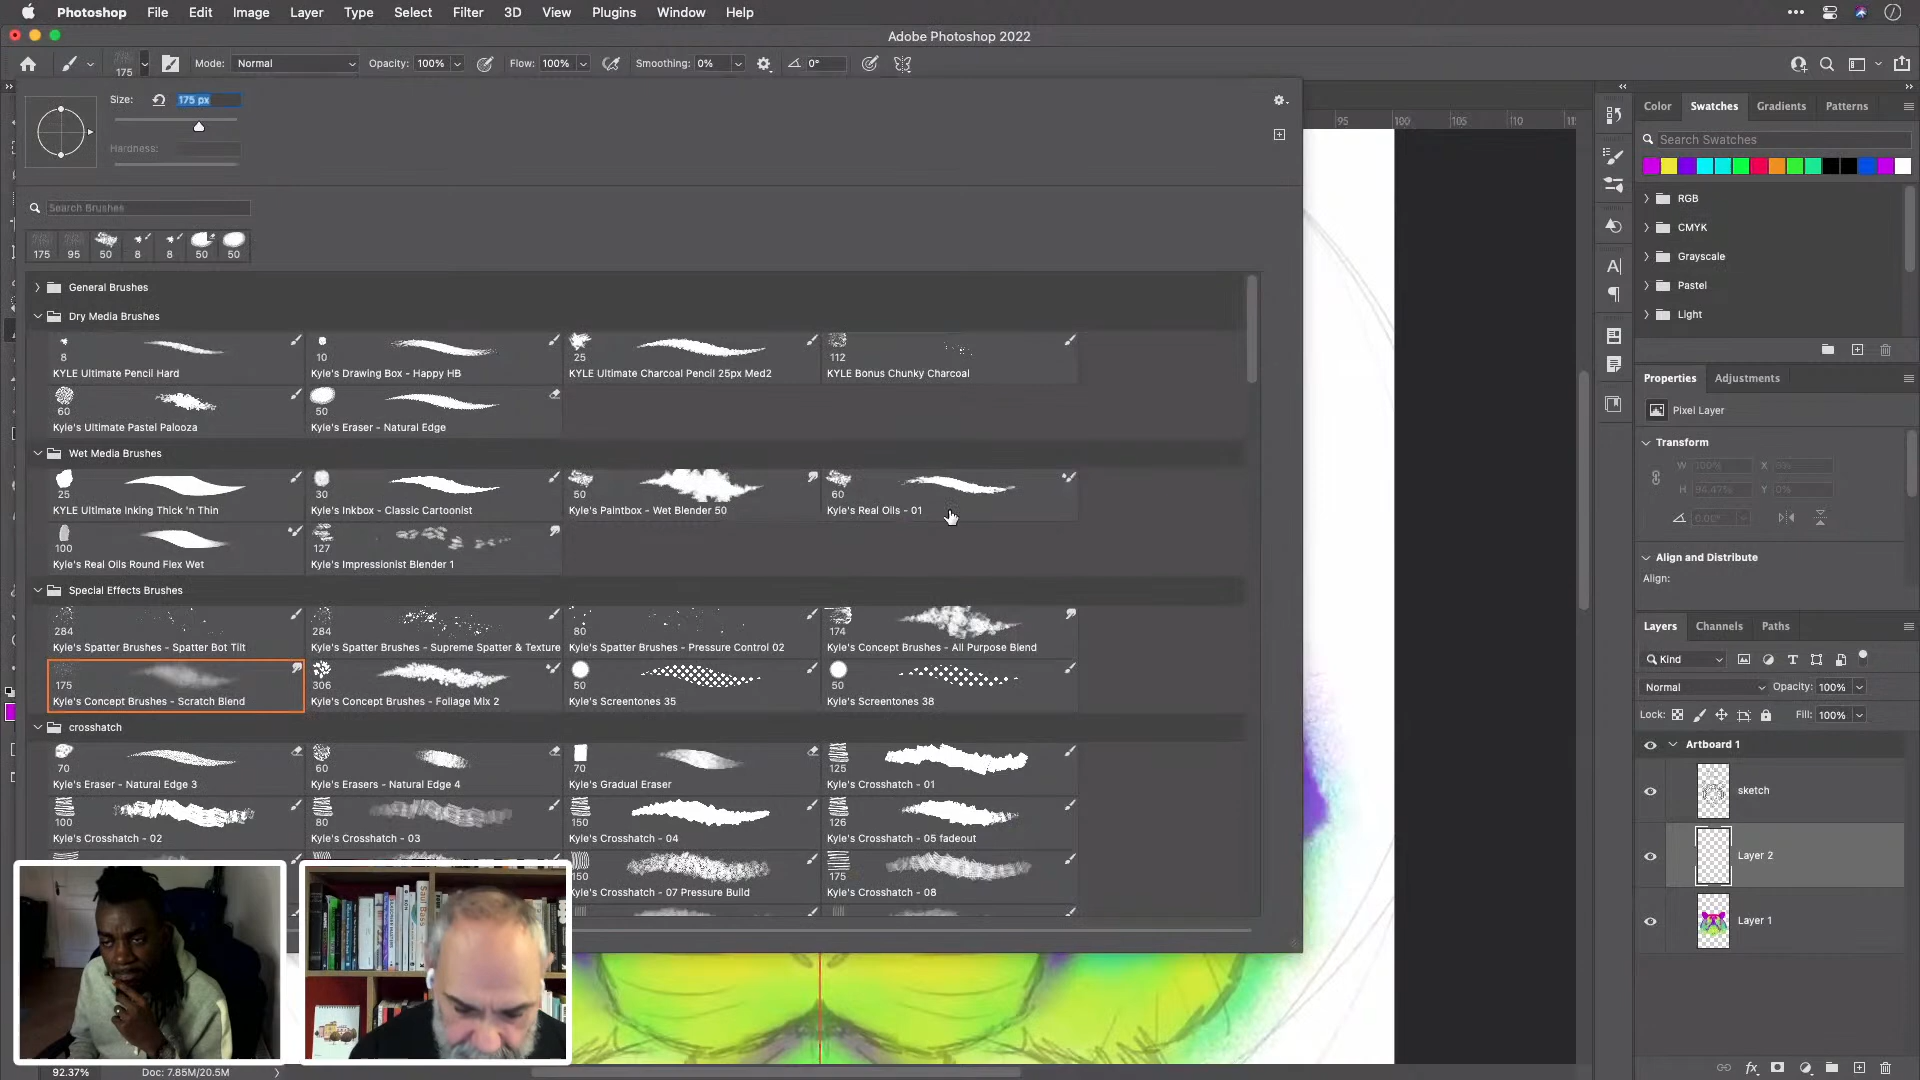 Photoshop File Edit Image Layer Type Select Filter 3D View Plugins Window Help
Adobe Photoshop 2022
175 Mode: Normal Opacity: 100% Flow: 100% Smoothing: 0% 0°
Size: 175 px
Hardness:
Search Brushes
175 95 50 8 8 50 50
General Brushes
Dry Media Brushes
8 10 25 112
KYLE Ultimate Pencil Hard Kyle's Drawing Box - Happy HB KYLE Ultimate Charcoal Pencil 25px Med2 KYLE Bonus Chunky Charcoal
60 50
Kyle's Ultimate Pastel Palooza Kyle's Eraser - Natural Edge
Wet Media Brushes
25 30 50 60
KYLE Ultimate Inking Thick 'n Thin Kyle's Inkbox - Classic Cartoonist Kyle's Paintbox - Wet Blender 50 Kyle's Real Oils - 01
100 127
Kyle's Real Oils Round Flex Wet Kyle's Impressionist Blender 1
Special Effects Brushes
284 284 80 174
Kyle's Spatter Brushes - Spatter Bot Tilt Kyle's Spatter Brushes - Supreme Spatter & Texture Kyle's Spatter Brushes - Pressure Control 02 Kyle's Concept Brushes - All Purpose Blend
175 306 50 50
Kyle's Concept Brushes - Scratch Blend Kyle's Concept Brushes - Foliage Mix 2 Kyle's Screentones 35 Kyle's Screentones 38
crosshatch
70 60 70 125
Kyle's Eraser - Natural Edge 3 Kyle's Erasers - Natural Edge 4 Kyle's Gradual Eraser Kyle's Crosshatch - 01
100 80 150 126
Kyle's Crosshatch - 02 Kyle's Crosshatch - 03 Kyle's Crosshatch - 04 Kyle's Crosshatch - 05 fadeout
150 175
Kyle's Crosshatch - 07 Pressure Build Kyle's Crosshatch - 08
95 100 105 110
Color Swatches Gradients Patterns
Search Swatches
RGB
CMYK
Grayscale
Pastel
Light
Properties Adjustments
Pixel Layer
Transform
W 100% X 6%
H 94.47% Y 0%
0.00°
Align and Distribute
Align:
Layers Channels Paths
Kind
Normal Opacity: 100%
Lock: Fill: 100%
Artboard 1
sketch
Layer 2
Layer 1
Saul Bass
92.37% Doc: 7.85M/20.5M